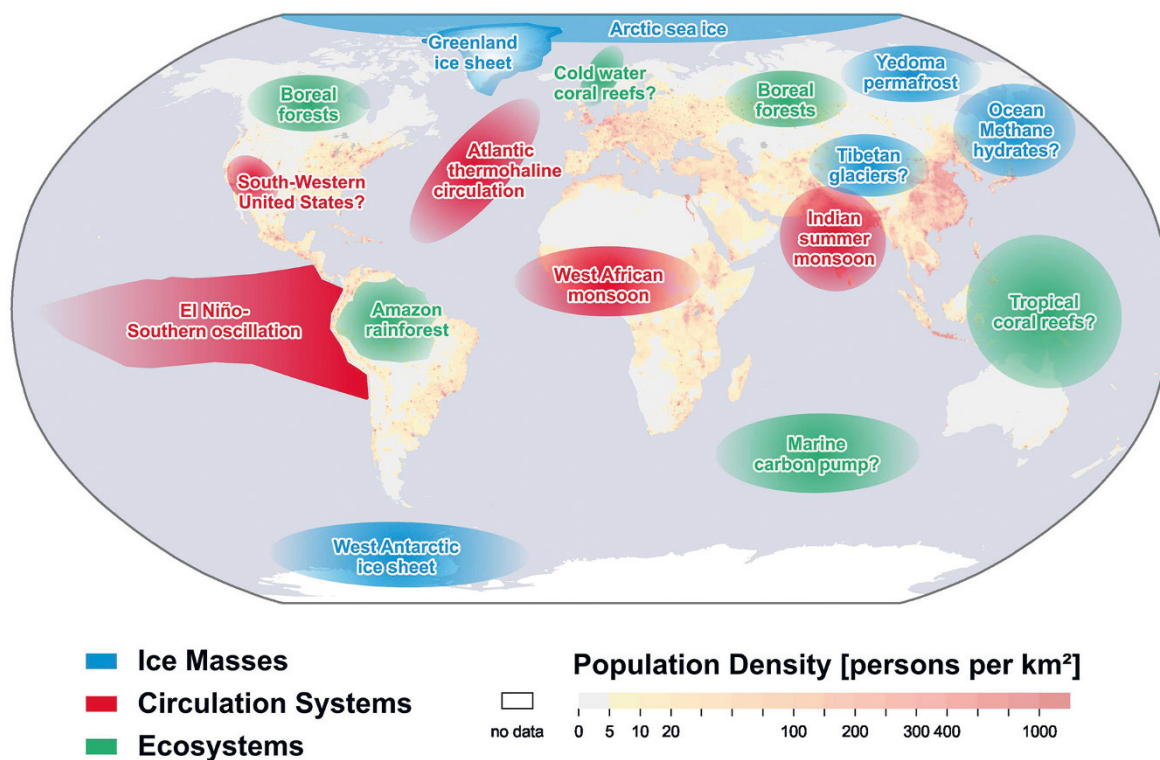 Arctic sea ice
Greenland
ice sheet
Cold water
coral reefs?
Yedoma
permafrost
Boreal
forests
Boreal
forests
Ocean
Methane
hydrates?
Atlantic
thermohaline
circulation
Tibetan
glaciers?
South-Western
United States?
Indian
summer
monsoon
West African
monsoon
El Niño-
Southern oscillation
Amazon
rainforest
Tropical
coral reefs?
Marine
carbon pump?
West Antarctic
ice sheet
Ice Masses
Circulation Systems
Ecosystems
Population Density [persons per km²]
no data
0 5 10 20 100 200 300 400 1000